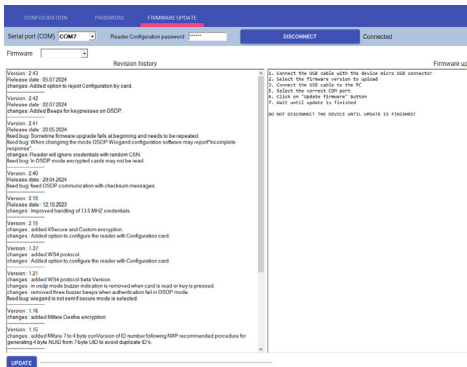 CONFIGURATION PASSWORD FIRMWARE UPDATE
Serial port (COM) COM7 Reader Configuration password ****** DISCONNECT Connected
Firmware
Revision history Firmware up
Version: 2.43
Release date: 05.07.2024
changes: Added option to reject Configuration by card.
--------------------
Version: 2.42
Release date: 02.07.2024
changes: Added Beeps for keypresses on OSDP.
--------------------
Version: 2.41
Release date: 20.05.2024
fixed bug: Sometime firmware upgrade fails at beginning and needs to be repeated.
fixed bug: When changing the mode OSDP-Wiegand configuration software may report"Incomplete
response".
changes: Reader will ignore credentials with random CSN.
fixed bug: In OSDP mode encrypted cards may not be read.
--------------------
Version: 2.40
Release date: 29.04.2024
fixed bug: fixed OSDP communication with checksum messages.
--------------------
Version: 2.18
Release date: 12.10.2023
changes : Improved handling of 13.5 MHZ credentials.
--------------------
Version: 2.15
changes : added XSecure and Custom encryption.
changes : Added option to configure the reader with Configuration card.
--------------------
Version: 1.37
changes : added WS4 protocol
changes : Added option to configure the reader with Configuration card.
--------------------
Version: 1.21
changes : added WS4 protocol beta Version
changes : in osdp mode buzzer indication is removed when card is read or key is pressed.
changes : removed three buzzer beeps when authentication fail in OSDP mode.
fixed bug: wiegand is not sent if secure mode is selected.
--------------------
Version: 1.16
changes : added Mifare Desfire encryption.
--------------------
Version: 1.15
changes : added Mifare 7 to 4 byte conVersion of ID number following NXP recommended procedure for
generating 4 byte NUID from 7 byte UID to avoid duplicate ID's.
--------------------
1. Connect the USB cable with the device micro USB connector
2. Select the firmware version to upload
3. Connect the USB cable to the PC
5. Select the correct COM port
6. Click on "Update firmware" button
7. Wait until update is finished
DO NOT DISCONNECT THE DEVICE UNTIL UPDATE IS FINISHED!
UPDATE